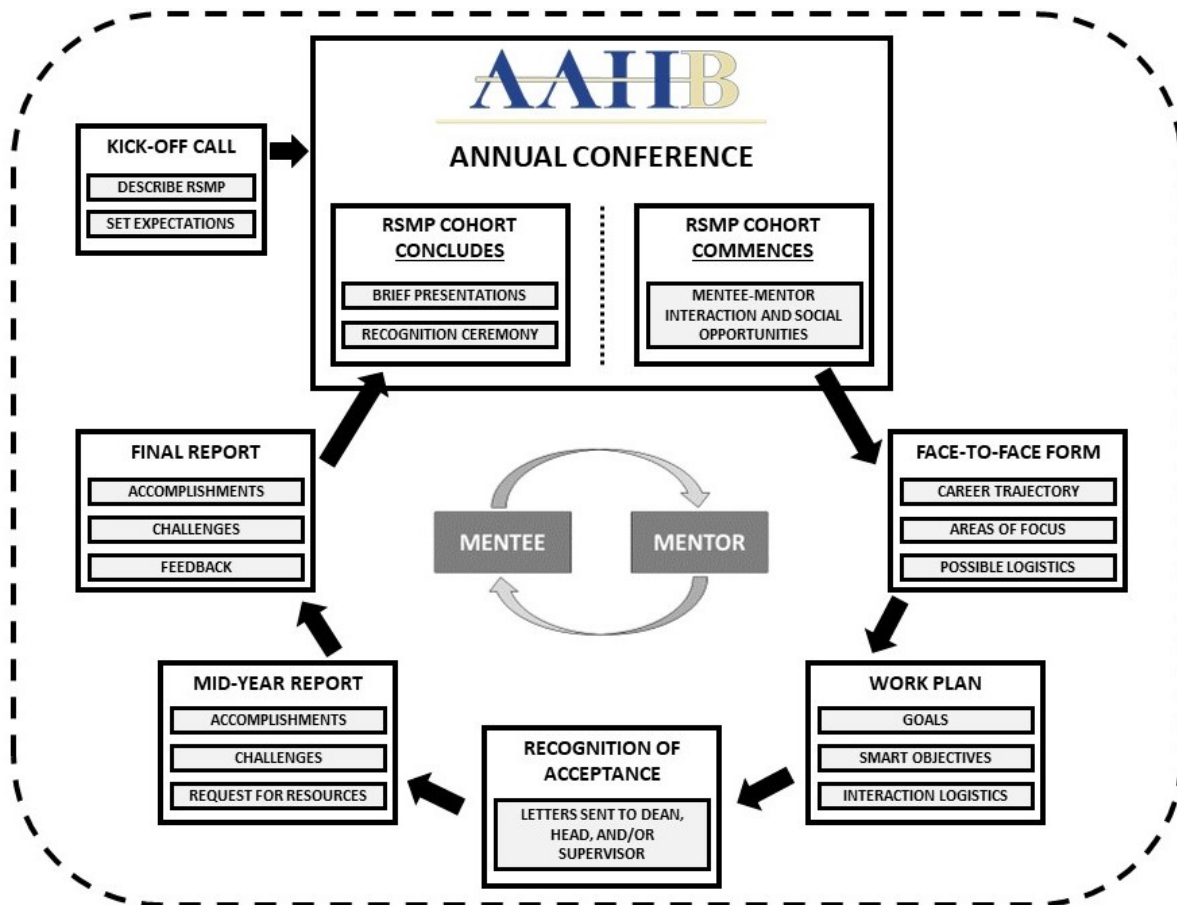 AAHB
ANNUAL CONFERENCE
KICK-OFF CALL
DESCRIBE RSMP
SET EXPECTATIONS
RSMP COHORT
CONCLUDES
BRIEF PRESENTATIONS
RECOGNITION CEREMONY
RSMP COHORT
COMMENCES
MENTEE-MENTOR
INTERACTION AND SOCIAL
OPPORTUNITIES
FACE-TO-FACE FORM
CAREER TRAJECTORY
AREAS OF FOCUS
POSSIBLE LOGISTICS
WORK PLAN
GOALS
SMART OBJECTIVES
INTERACTION LOGISTICS
RECOGNITION OF
ACCEPTANCE
LETTERS SENT TO DEAN,
HEAD, AND/OR
SUPERVISOR
MID-YEAR REPORT
ACCOMPLISHMENTS
CHALLENGES
REQUEST FOR RESOURCES
FINAL REPORT
ACCOMPLISHMENTS
CHALLENGES
FEEDBACK
MENTEE
MENTOR